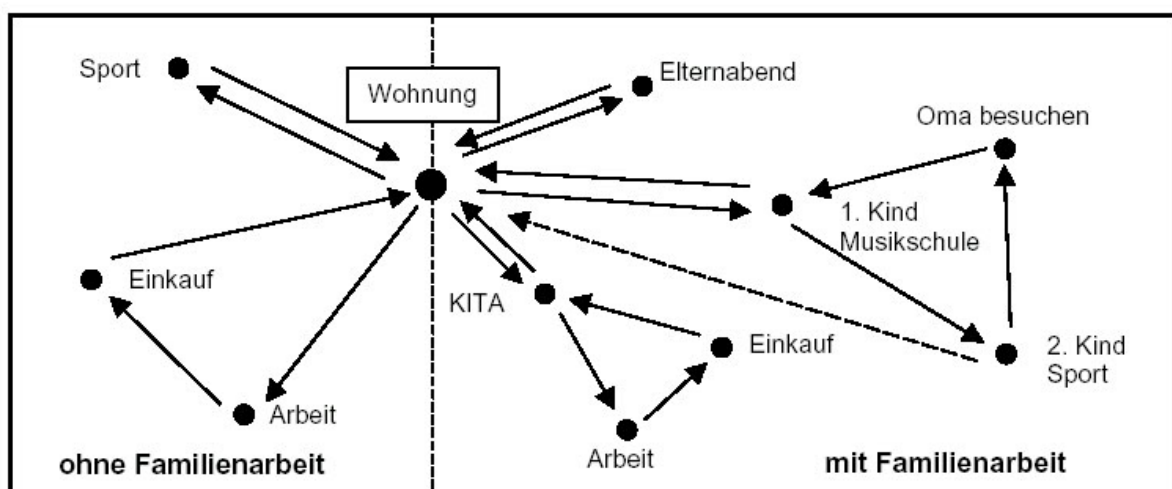 Sport
Wohnung
Elternabend
Oma besuchen
1. Kind
Musikschule
Einkauf
KITA
Einkauf
2. Kind
Sport
Arbeit
Arbeit
ohne Familienarbeit
mit Familienarbeit